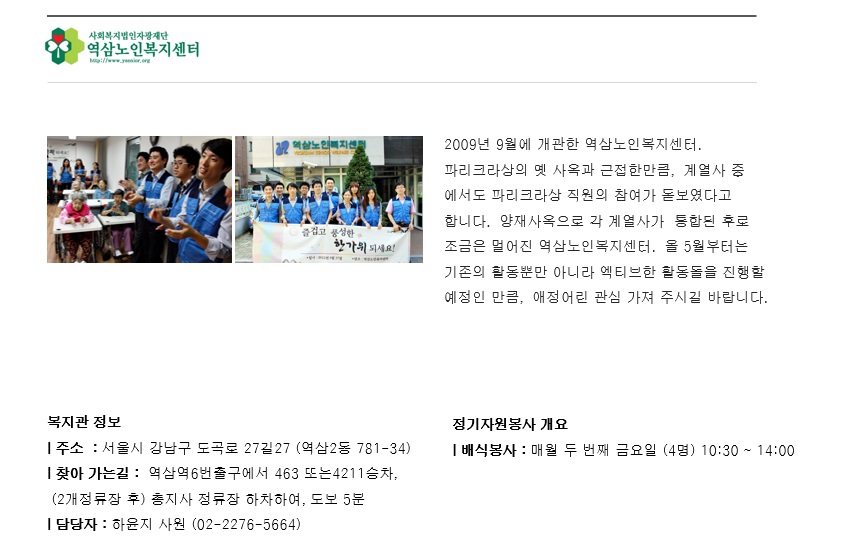 사회복지법인자광재단
역삼노인복지센터
http://www.yssenior.org
역삼노인복지센터
즐겁고 풍성한
한가위 되세요!
2009년 9월에 개관한 역삼노인복지센터.
파리크라상의 옛 사옥과 근접한만큼, 계열사 중
에서도 파리크라상 직원의 참여가 돋보였다고
합니다. 양재사옥으로 각 계열사가 통합된 후로
조금은 멀어진 역삼노인복지센터. 올 5월부터는
기존의 활동뿐만 아니라 엑티브한 활동들을 진행할
예정인 만큼, 애정어린 관심 가져 주시길 바랍니다.
복지관 정보
l 주소 : 서울시 강남구 도곡로 27길27 (역삼2동 781-34)
l 찾아 가는길 : 역삼역6번출구에서 463 또는4211승차,
(2개정류장 후) 총지사 정류장 하차하여, 도보 5분
l 담당자 : 하윤지 사원 (02-2276-5664)
정기자원봉사 개요
l 배식봉사 : 매월 두 번째 금요일 (4명) 10:30 ~ 14:00